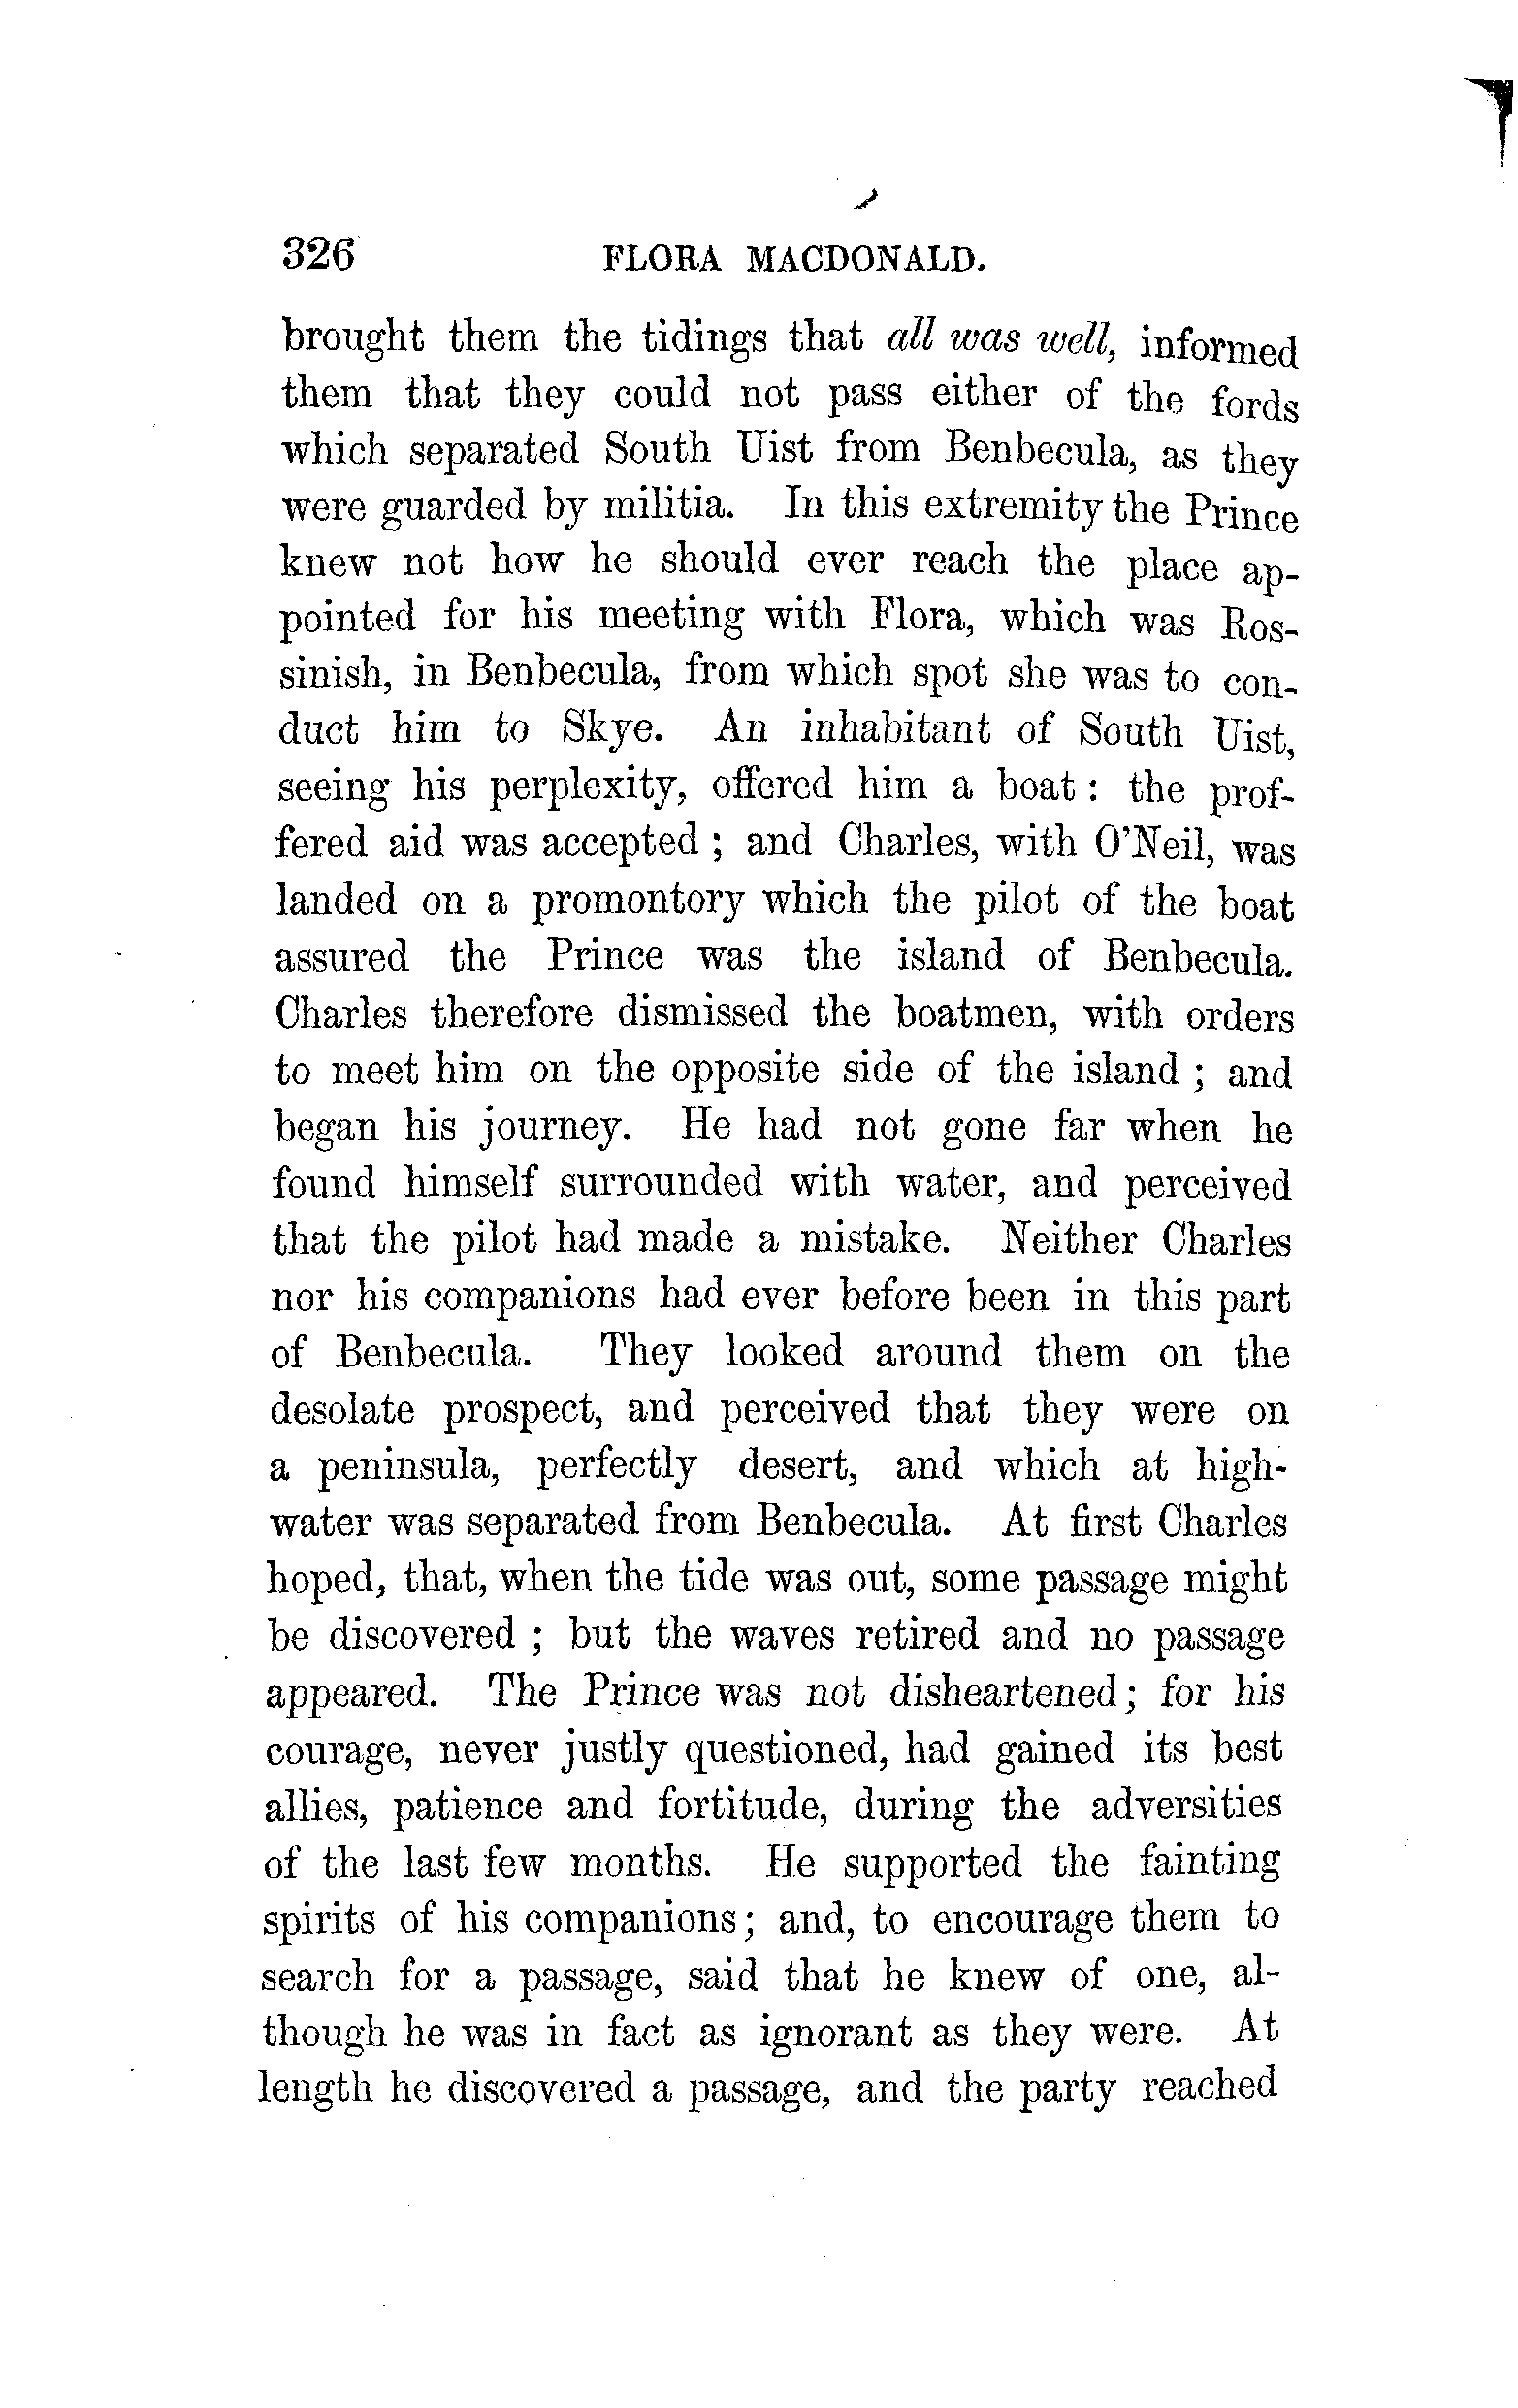 326 FLORA MACDONALD.
brought them the tidings that all was well, informed
them that they could not pass either of the fords
which separated South Uist from Benbecula, as they
were guarded by militia. In this extremity the Prince
knew not how he should ever reach the place ap-
pointed for his meeting with Flora, which was Ros-
sinish, in Benbecula, from which spot she was to con-
duct him to Skye. An inhabitant of South Uist,
seeing his perplexity, offered him a boat : the prof-
fered aid was accepted ; and Charles, with O'Neil, was
landed on a promontory which the pilot of the boat
assured the Prince was the island of Benbecula.
Charles therefore dismissed the boatmen, with orders
to meet him on the opposite side of the island ; and
began his journey. He had not gone far when he
found himself surrounded with water, and perceived
that the pilot had made a mistake. Neither Charles
nor his companions had ever before been in this part
of Benbecula. They looked around them on the
desolate prospect, and perceived that they were on
a peninsula, perfectly desert, and which at high-
water was separated from Benbecula. At first Charles
hoped, that, when the tide was out, some passage might
be discovered ; but the waves retired and no passage
appeared. The Prince was not disheartened; for his
courage, never justly questioned, had gained its best
allies, patience and fortitude, during the adversities
of the last few months. He supported the fainting
spirits of his companions; and, to encourage them to
search for a passage, said that he knew of one, al-
though he was in fact as ignorant as they were. At
length he discovered a passage, and the party reached